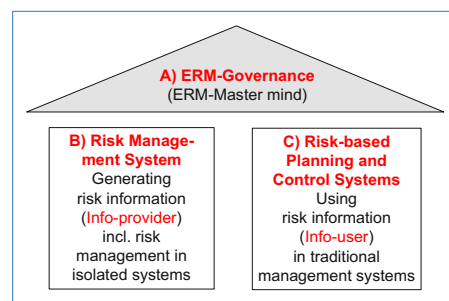 A) ERM-Governance
(ERM-Master mind)
B) Risk Manage-
ment System
Generating
risk information
(Info-provider)
incl. risk
management in
isolated systems
C) Risk-based
Planning and
Control Systems
Using
risk information
(Info-user)
in traditional
management systems